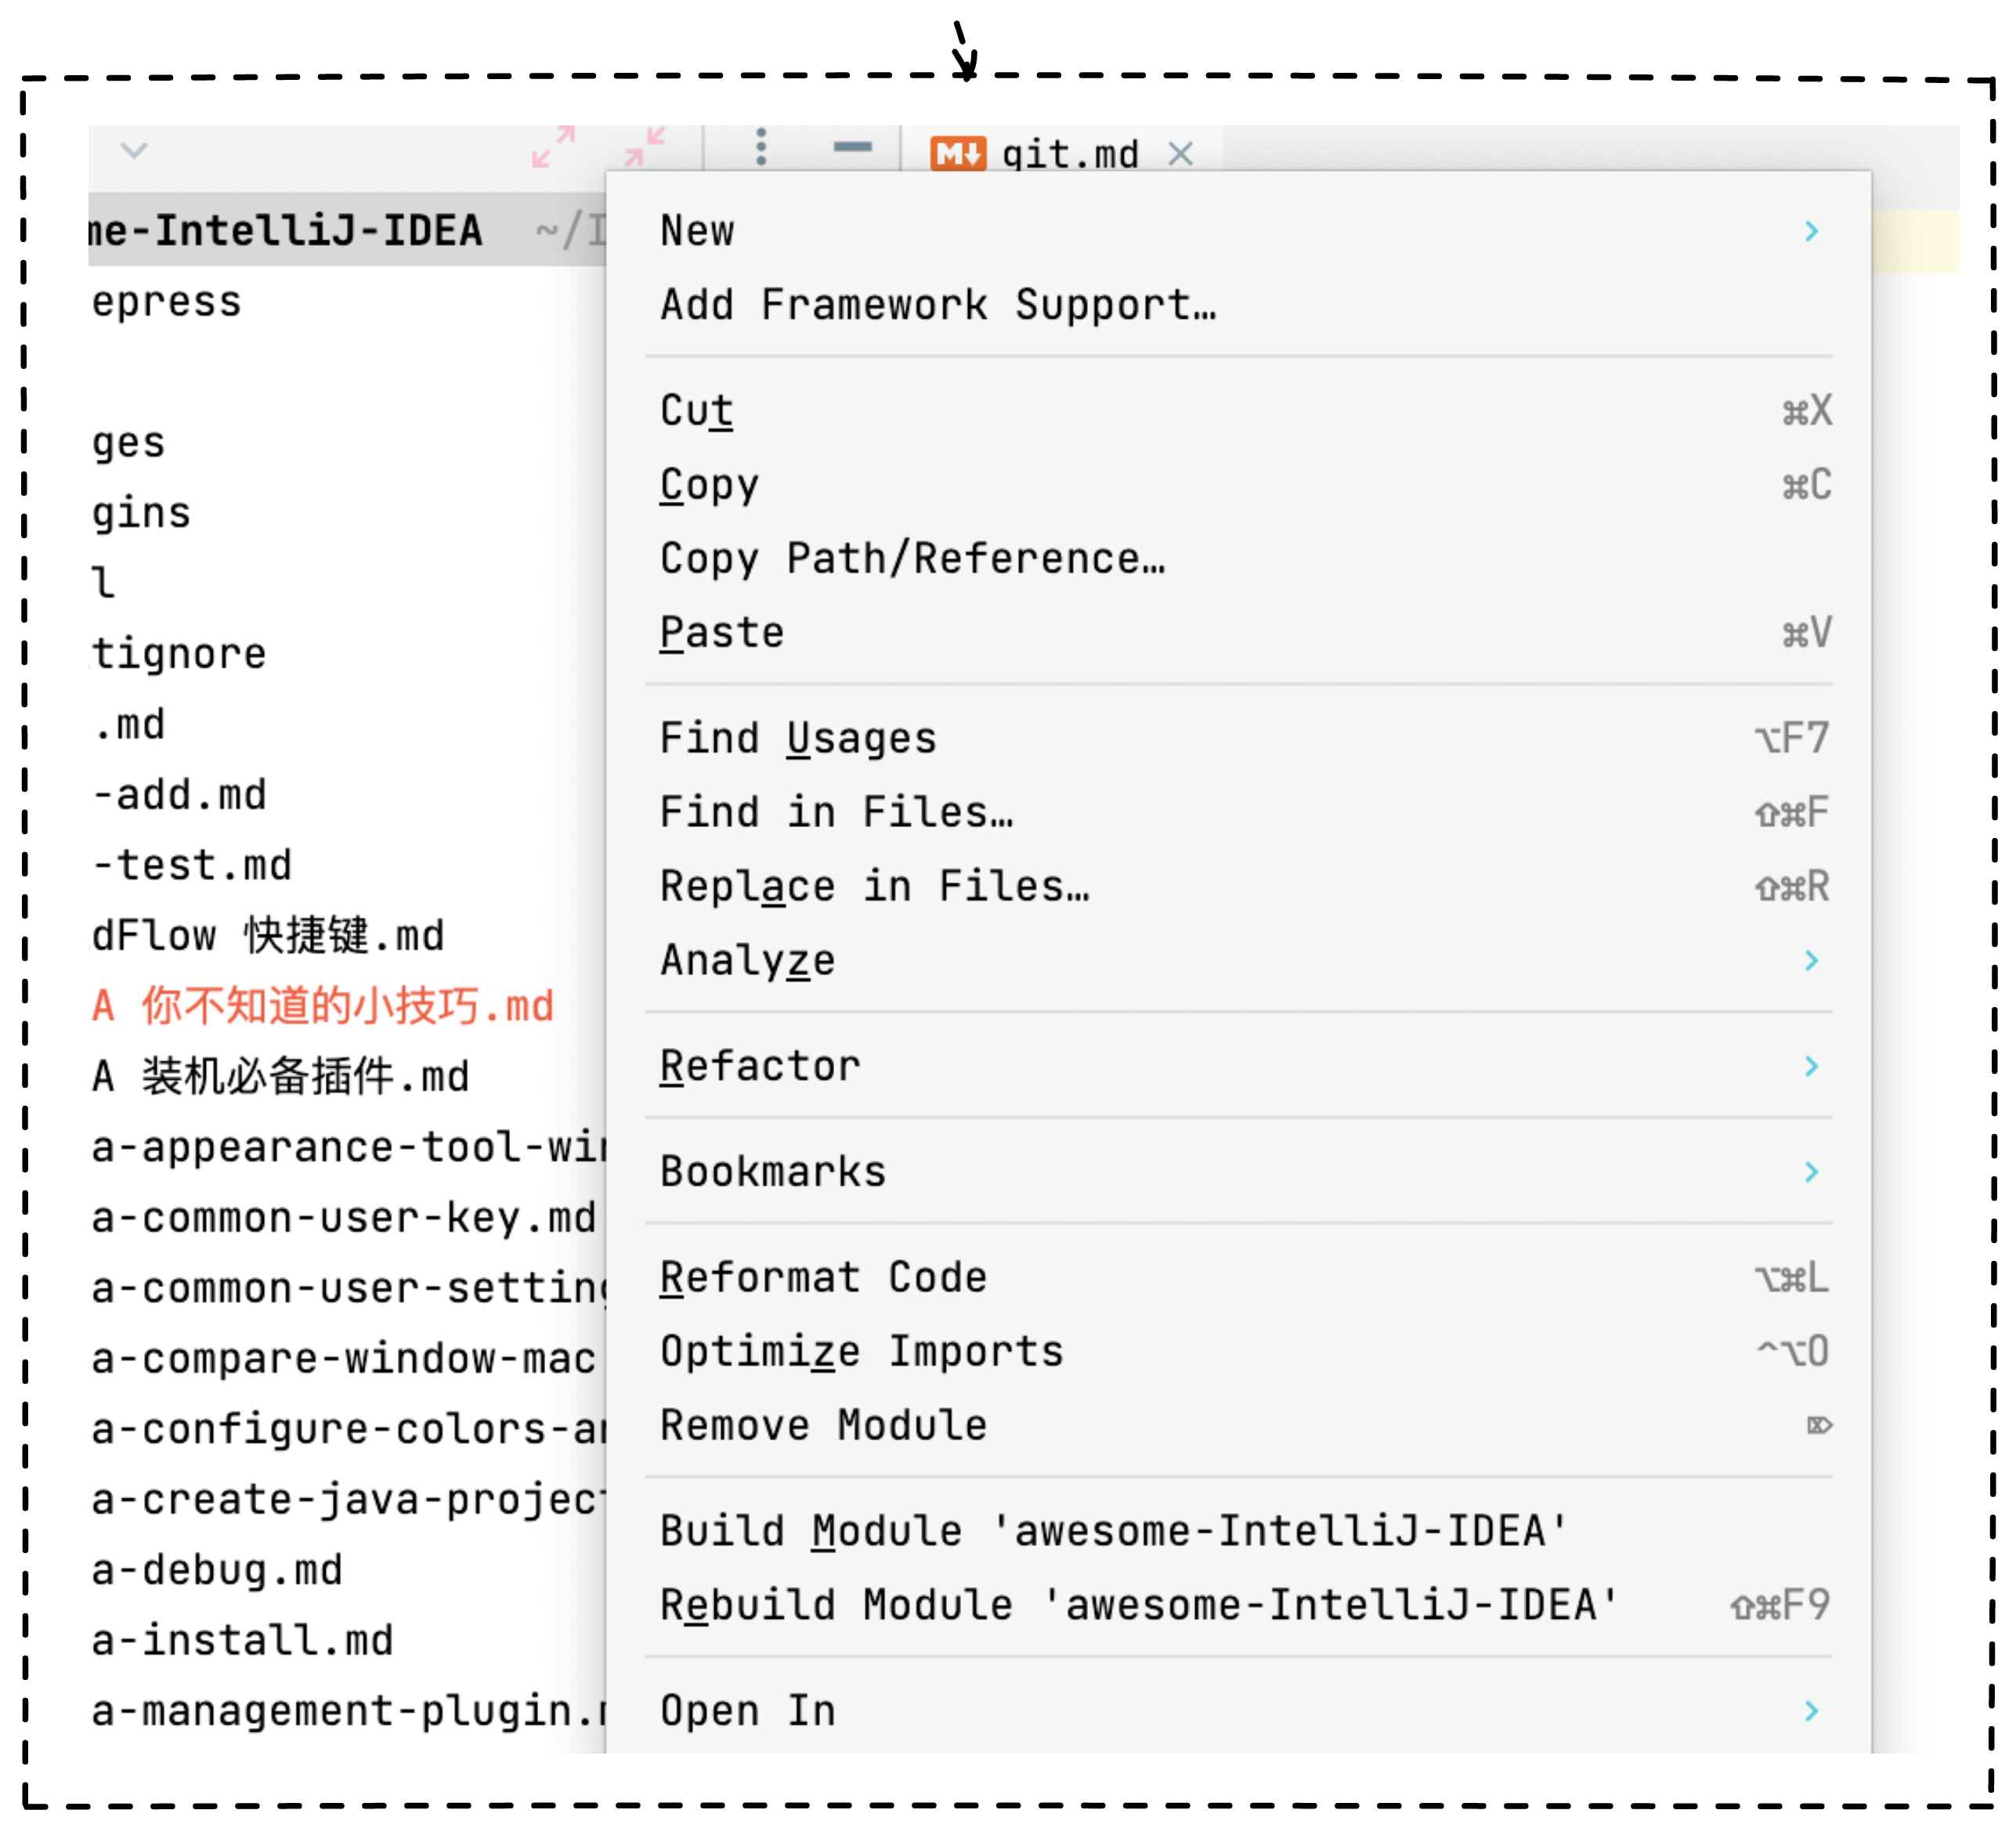 git.md
me-IntelliJ-IDEA ~/I
epress
ges
gins
l
tignore
.md
-add.md
-test.md
dFlow 快捷键.md
A 你不知道的小技巧.md
A 装机必备插件.md
a-appearance-tool-win
a-common-user-key.md
a-common-user-setting
a-compare-window-mac
a-configure-colors-an
a-create-java-project
a-debug.md
a-install.md
a-management-plugin.m
New
Add Framework Support…
Cut ⌘X
Copy ⌘C
Copy Path/Reference…
Paste ⌘V
Find Usages ⌥F7
Find in Files… ⇧⌘F
Replace in Files… ⇧⌘R
Analyze
Refactor
Bookmarks
Reformat Code ⌥⌘L
Optimize Imports ^⌥O
Remove Module ⌦
Build Module 'awesome-IntelliJ-IDEA'
Rebuild Module 'awesome-IntelliJ-IDEA' ⇧⌘F9
Open In